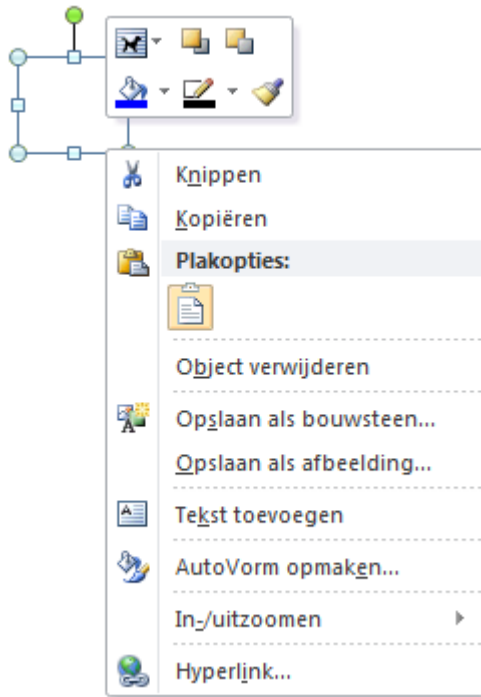 Knippen
Kopiëren
Plakopties:
Object verwijderen
Opslaan als bouwsteen...
Opslaan als afbeelding...
Tekst toevoegen
AutoVorm opmaken...
In-/uitzoomen
Hyperlink...